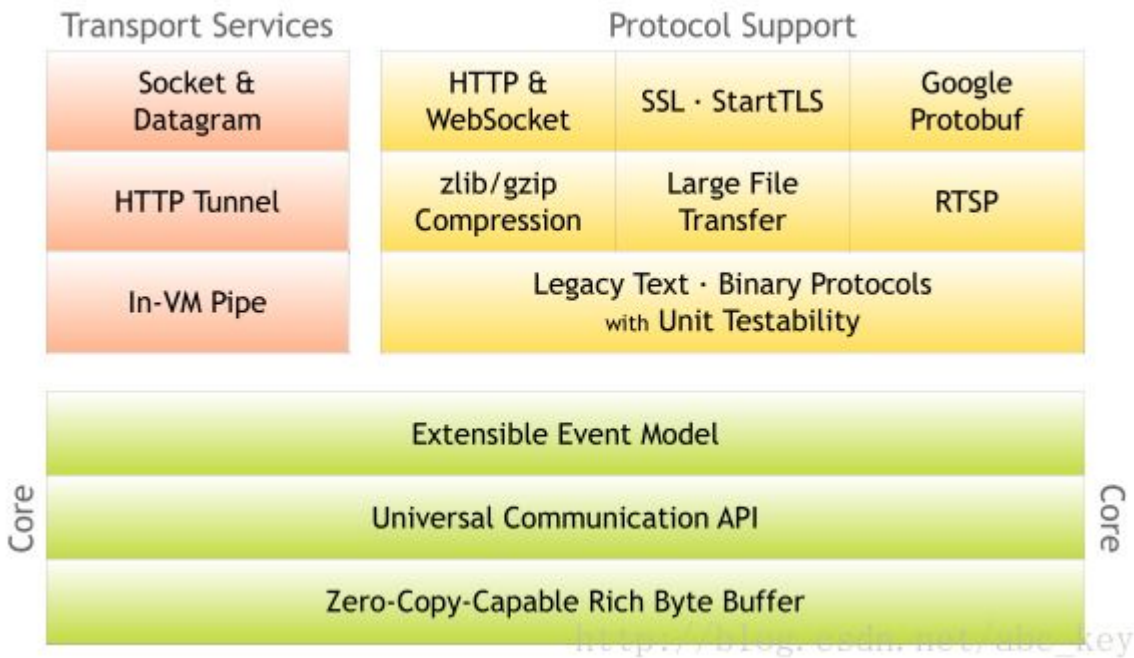 Transport Services
Protocol Support
Socket &
Datagram
HTTP &
WebSocket
SSL · StartTLS
Google
Protobuf
HTTP Tunnel
zlib/gzip
Compression
Large File
Transfer
RTSP
In-VM Pipe
Legacy Text · Binary Protocols
with Unit Testability
Core
Extensible Event Model
Universal Communication API
Zero-Copy-Capable Rich Byte Buffer
Core
http://blog.csdn.net/abc_key